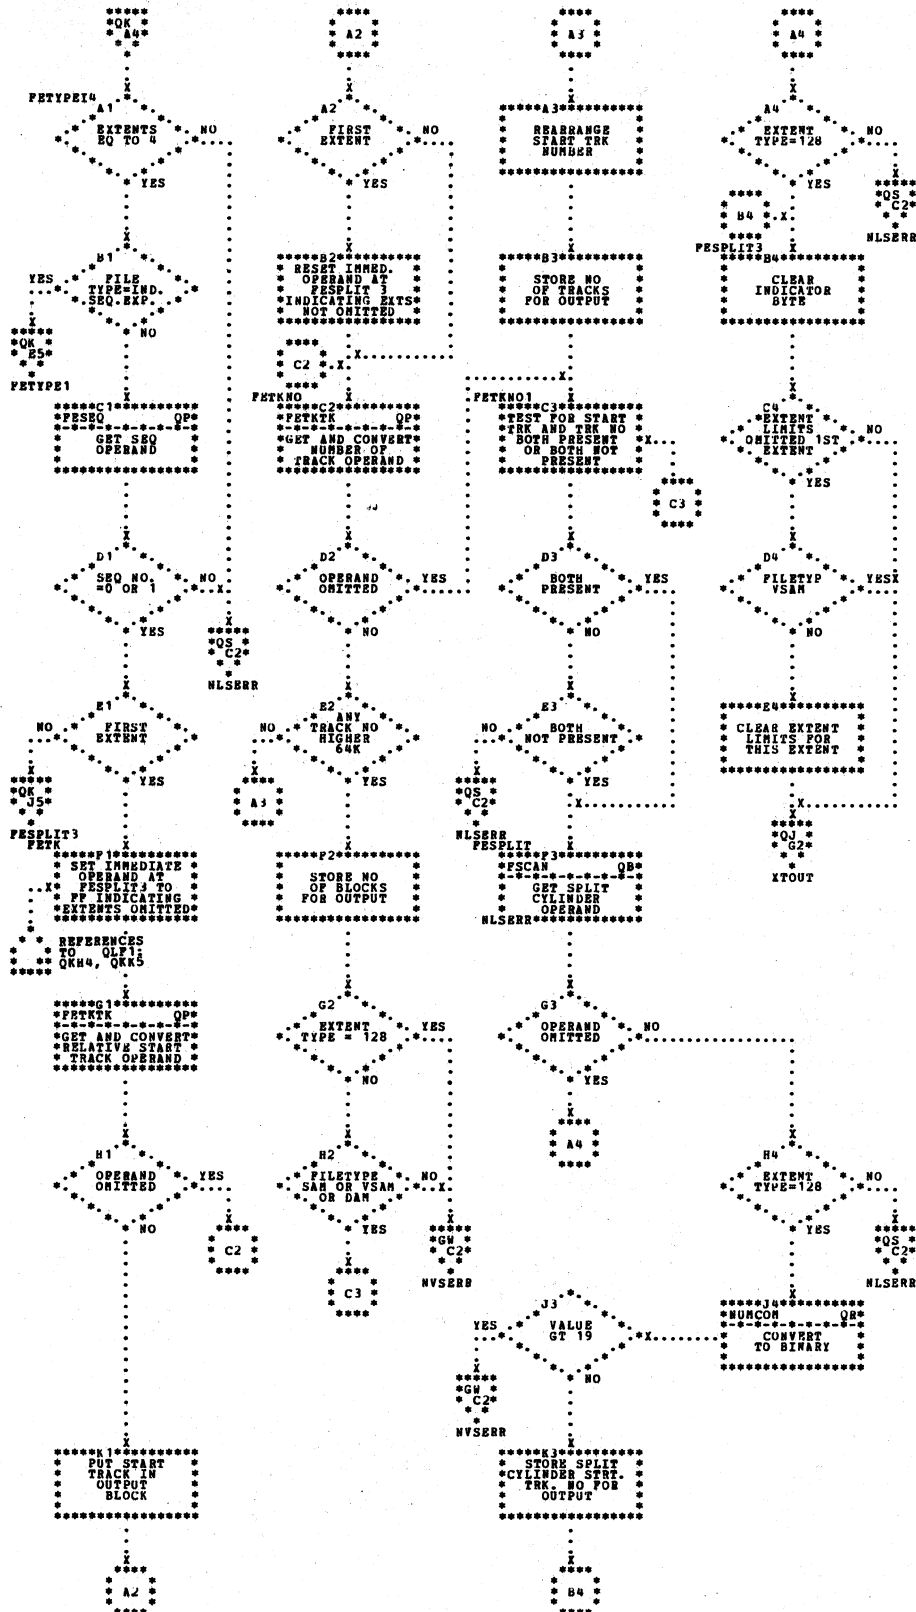 QK
A4
FETYPEI4
A1
EXTENTS
EQ TO 4
NO
YES
B1
FILE
TYPE=IND.
SEQ.EXP.
YES
NO
QK
E5
FETYPE1
C1
FESEQ QP
GET SEQ
OPERAND
D1
SEQ NO.
=0 OR 1
NO
YES
QS
C2
NLSERR
E1
FIRST
EXTENT
NO
YES
QK
J5
FESPLIT3
FETK
F1
SET IMMEDIATE
OPERAND AT
FESPLIT3 TO
FF INDICATING
EXTENTS OMITTED
REFERENCES
TO QLF1:
QKH4, QKK5
G1
FETKTK QP
GET AND CONVERT
RELATIVE START
TRACK OPERAND
H1
OPERAND
OMITTED
YES
NO
C2
K1
PUT START
TRACK IN
OUTPUT
BLOCK
A2
A2
A2
FIRST
EXTENT
NO
YES
B2
RESET IMMED.
OPERAND AT
FESPLIT 3
INDICATING EXTS
NOT OMITTED
C2
FETKNO
C2
FETKTK QP
GET AND CONVERT
NUMBER OF
TRACK OPERAND
D2
OPERAND
OMITTED
YES
NO
E2
ANY
TRACK NO
HIGHER
64K
NO
YES
A3
F2
STORE NO
OF BLOCKS
FOR OUTPUT
G2
EXTENT
TYPE = 128
YES
NO
H2
FILETYPE
SAM OR VSAM
OR DAM
NO
YES
GW
C2
NVSERR
C3
A3
A3
REARRANGE
START TRK
NUMBER
B3
STORE NO
OF TRACKS
FOR OUTPUT
FETKNO1
C3
TEST FOR START
TRK AND TRK NO
BOTH PRESENT
OR BOTH NOT
PRESENT
C3
D3
BOTH
PRESENT
YES
NO
E3
BOTH
NOT PRESENT
NO
YES
QS
C2
NLSERR
FESPLIT
F3
FSCAN QB
GET SPLIT
CYLINDER
OPERAND
NLSERR
G3
OPERAND
OMITTED
NO
YES
A4
J3
VALUE
GT 19
YES
NO
GW
C2
NVSERR
K3
STORE SPLIT
CYLINDER STRT.
TRK. NO FOR
OUTPUT
B4
A4
A4
EXTENT
TYPE=128
NO
YES
QS
C2
NLSERR
B4
FESPLIT3
B4
CLEAR
INDICATOR
BYTE
C4
EXTENT
LIMITS
OMITTED 1ST
EXTENT
NO
YES
D4
FILETYP
VSAM
YES
NO
E4
CLEAR EXTENT
LIMITS FOR
THIS EXTENT
QJ
G2
XTOUT
H4
EXTENT
TYPE=128
NO
YES
QS
C2
NLSERR
J4
NUMCOM QR
CONVERT
TO BINARY